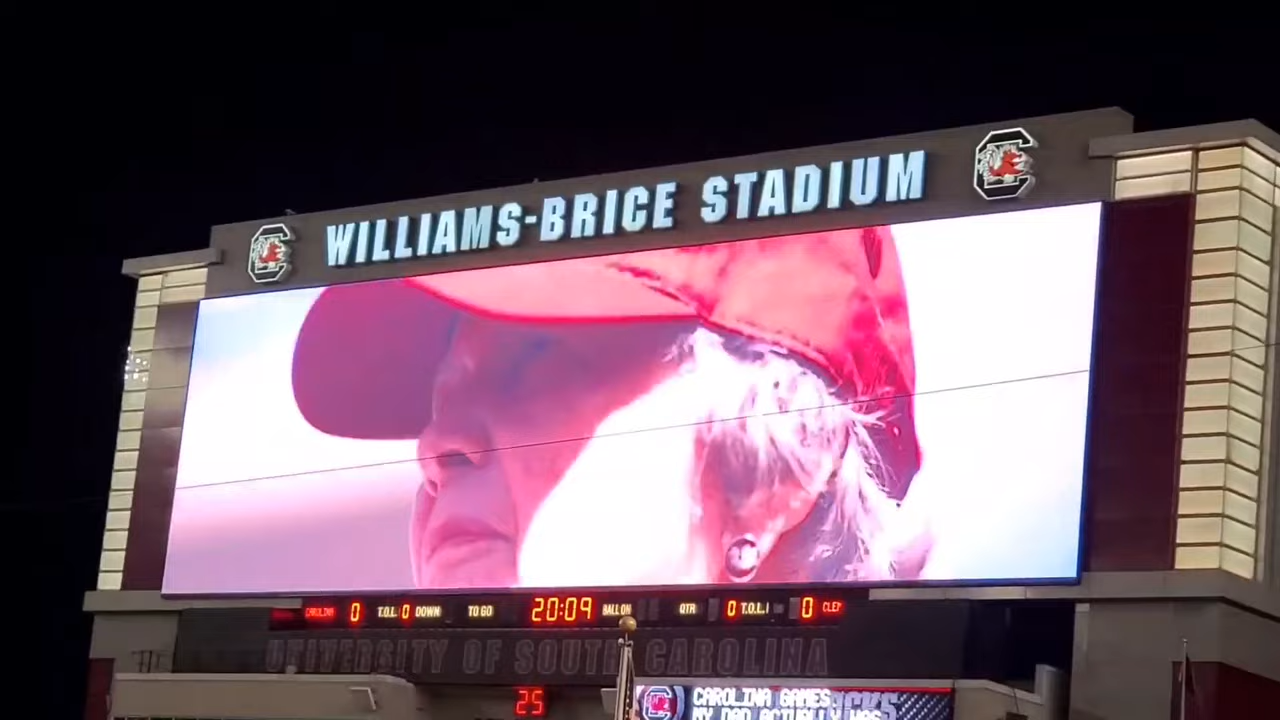 WILLIAMS-BRICE STADIUM
CAROLINA 0 T.O.L. 0 DOWN TO GO 20:09 BALL ON QTR 0 T.O.L. 0 CLEM
UNIVERSITY OF SOUTH CAROLINA
25
CAROLINA GAMES
MY DAD ACTUALLY WAS